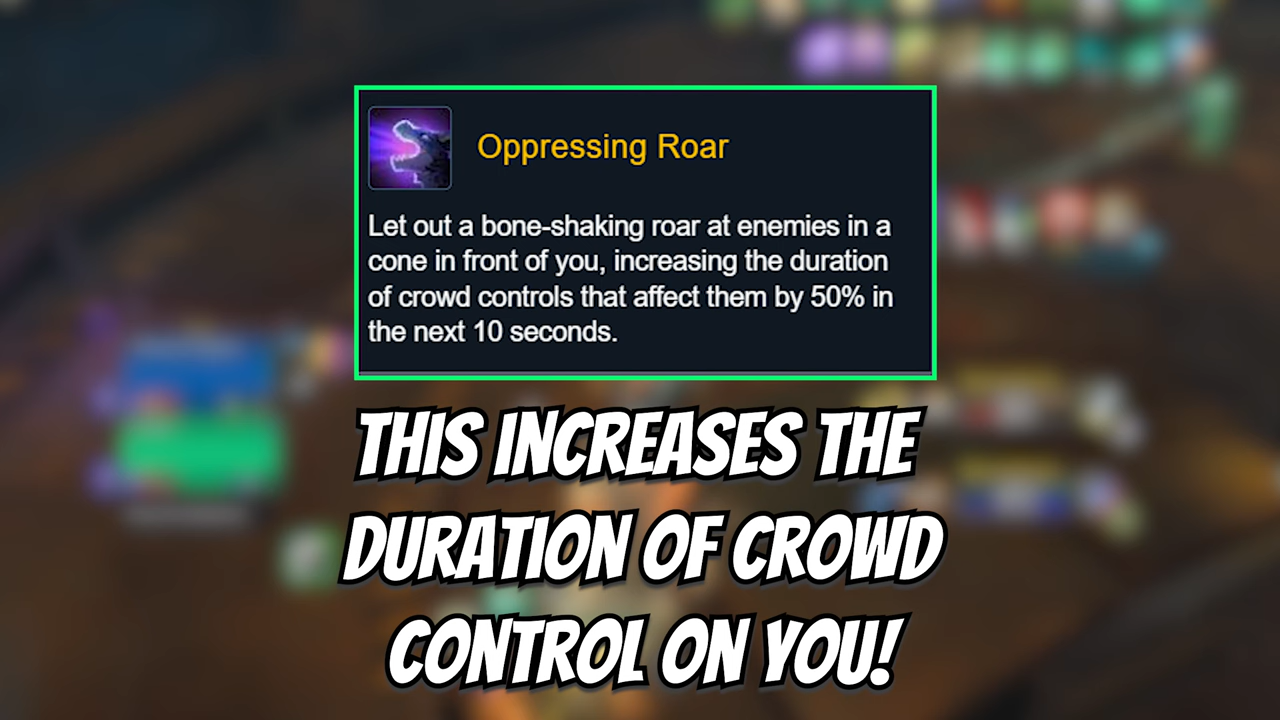 Oppressing Roar
Let out a bone-shaking roar at enemies in a
cone in front of you, increasing the duration
of crowd controls that affect them by 50% in
the next 10 seconds.
THIS INCREASES THE
DURATION OF CROWD
CONTROL ON YOU!